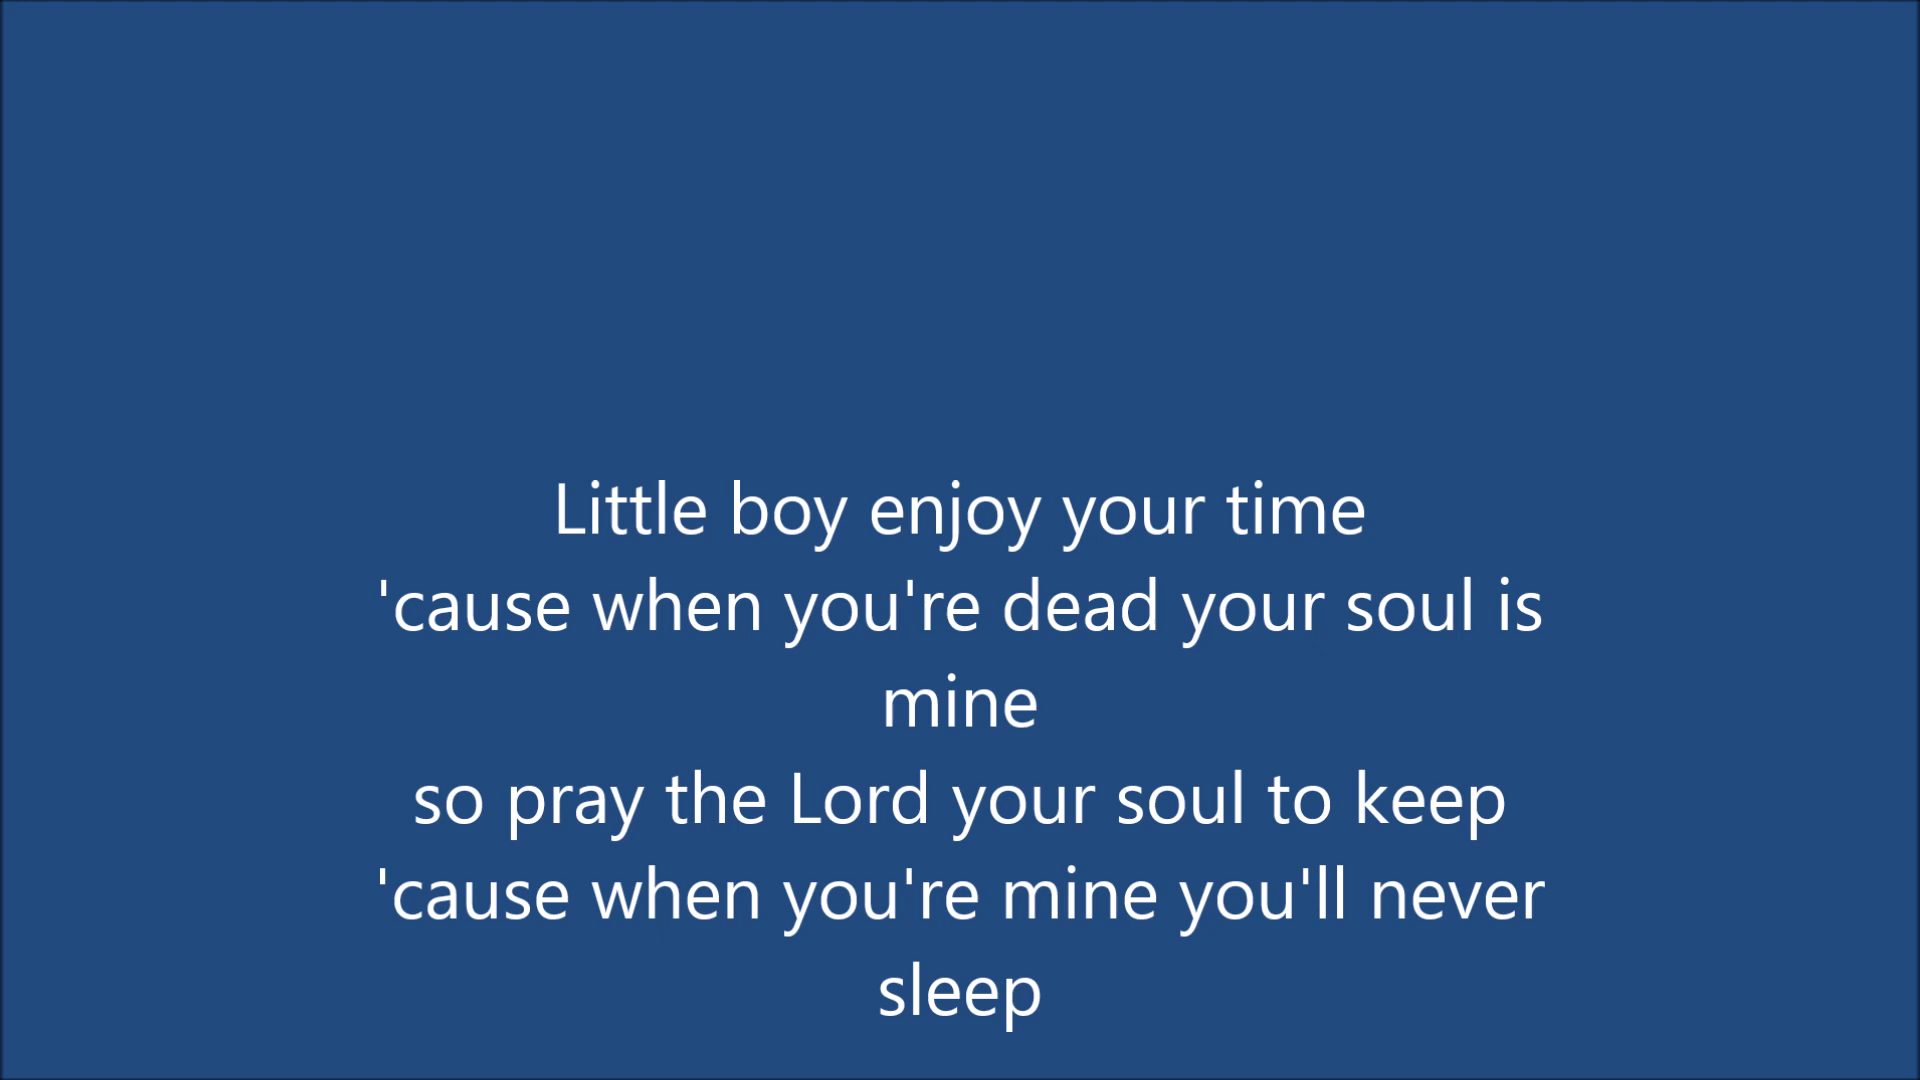 Little boy enjoy your time
'cause when you're dead your soul is
mine
so pray the Lord your soul to keep
'cause when you're mine you'll never
sleep